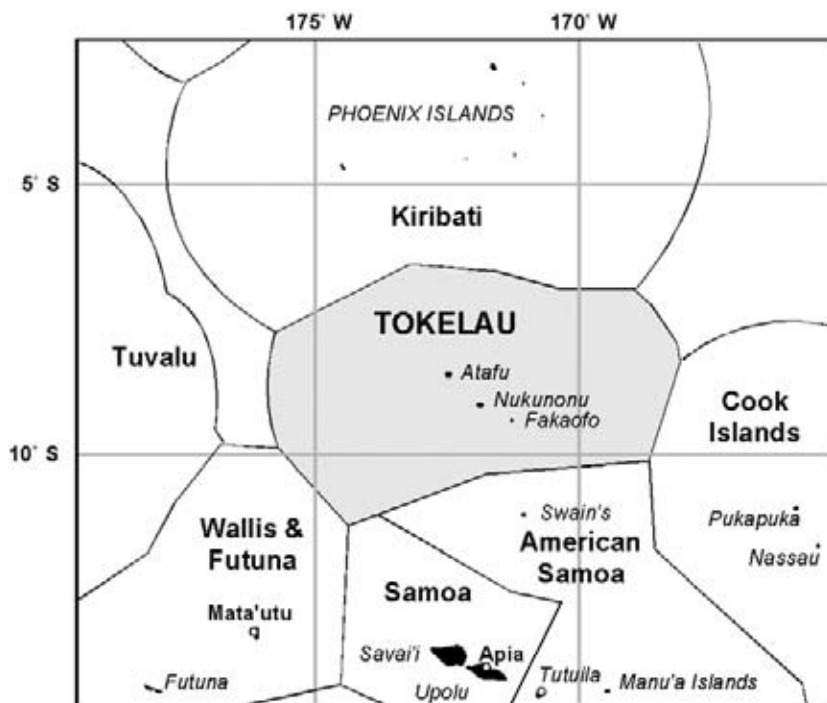 175° W
170° W
PHOENIX ISLANDS
5° S
Kiribati
TOKELAU
Tuvalu
Atafu
Nukunonu
Fakaofo
Cook
Islands
10° S
Wallis &
Futuna
Swain's
American
Samoa
Pukapuka
Nassau
Samoa
Mata'utu
Savai'i
Apia
Upolu
Futuna
Tutuila
Manu'a Islands